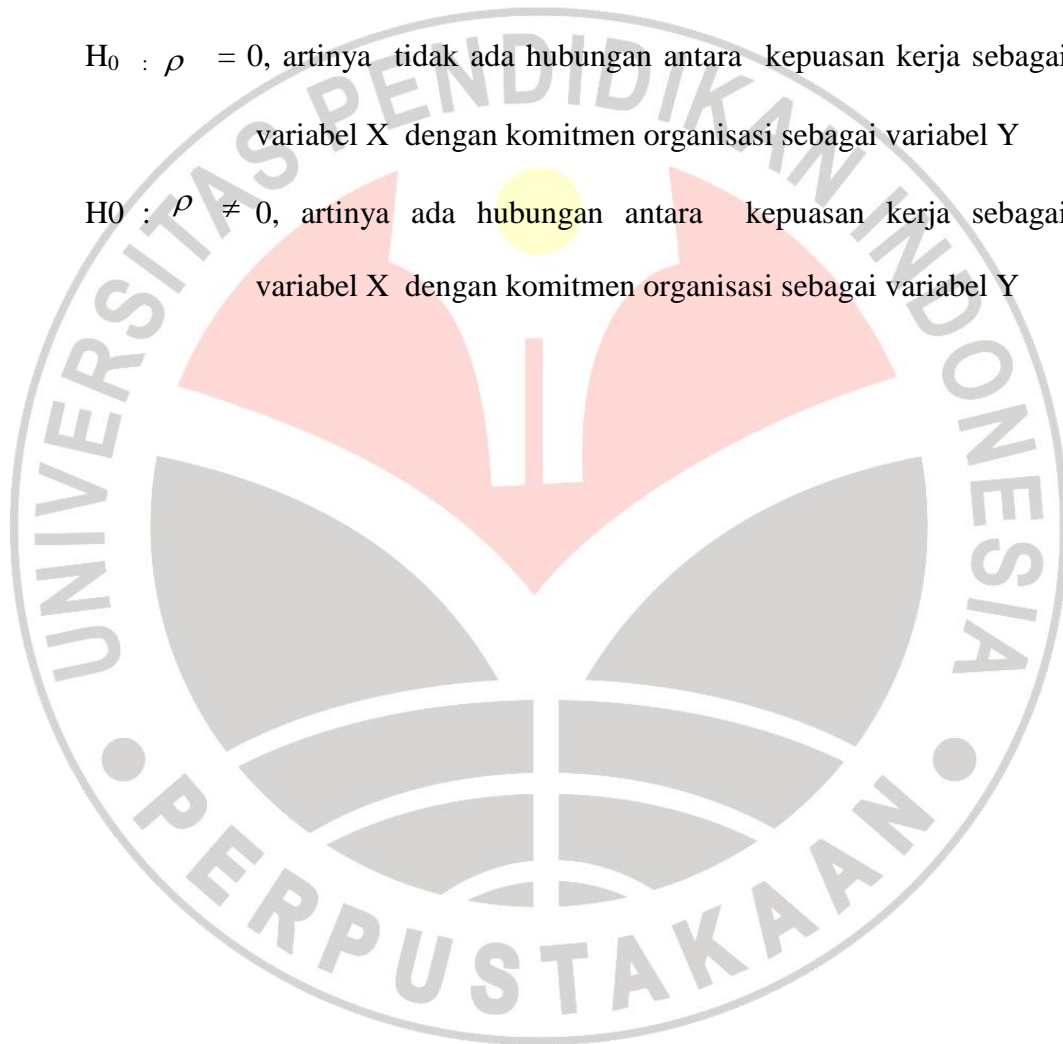 H₀ : ρ = 0, artinya tidak ada hubungan antara kepuasan kerja sebagai
variabel X dengan komitmen organisasi sebagai variabel Y
H0 : ρ ≠ 0, artinya ada hubungan antara kepuasan kerja sebagai
variabel X dengan komitmen organisasi sebagai variabel Y
UNIVERSITAS PENDIDIKAN INDONESIA
PERPUSTAKAAN